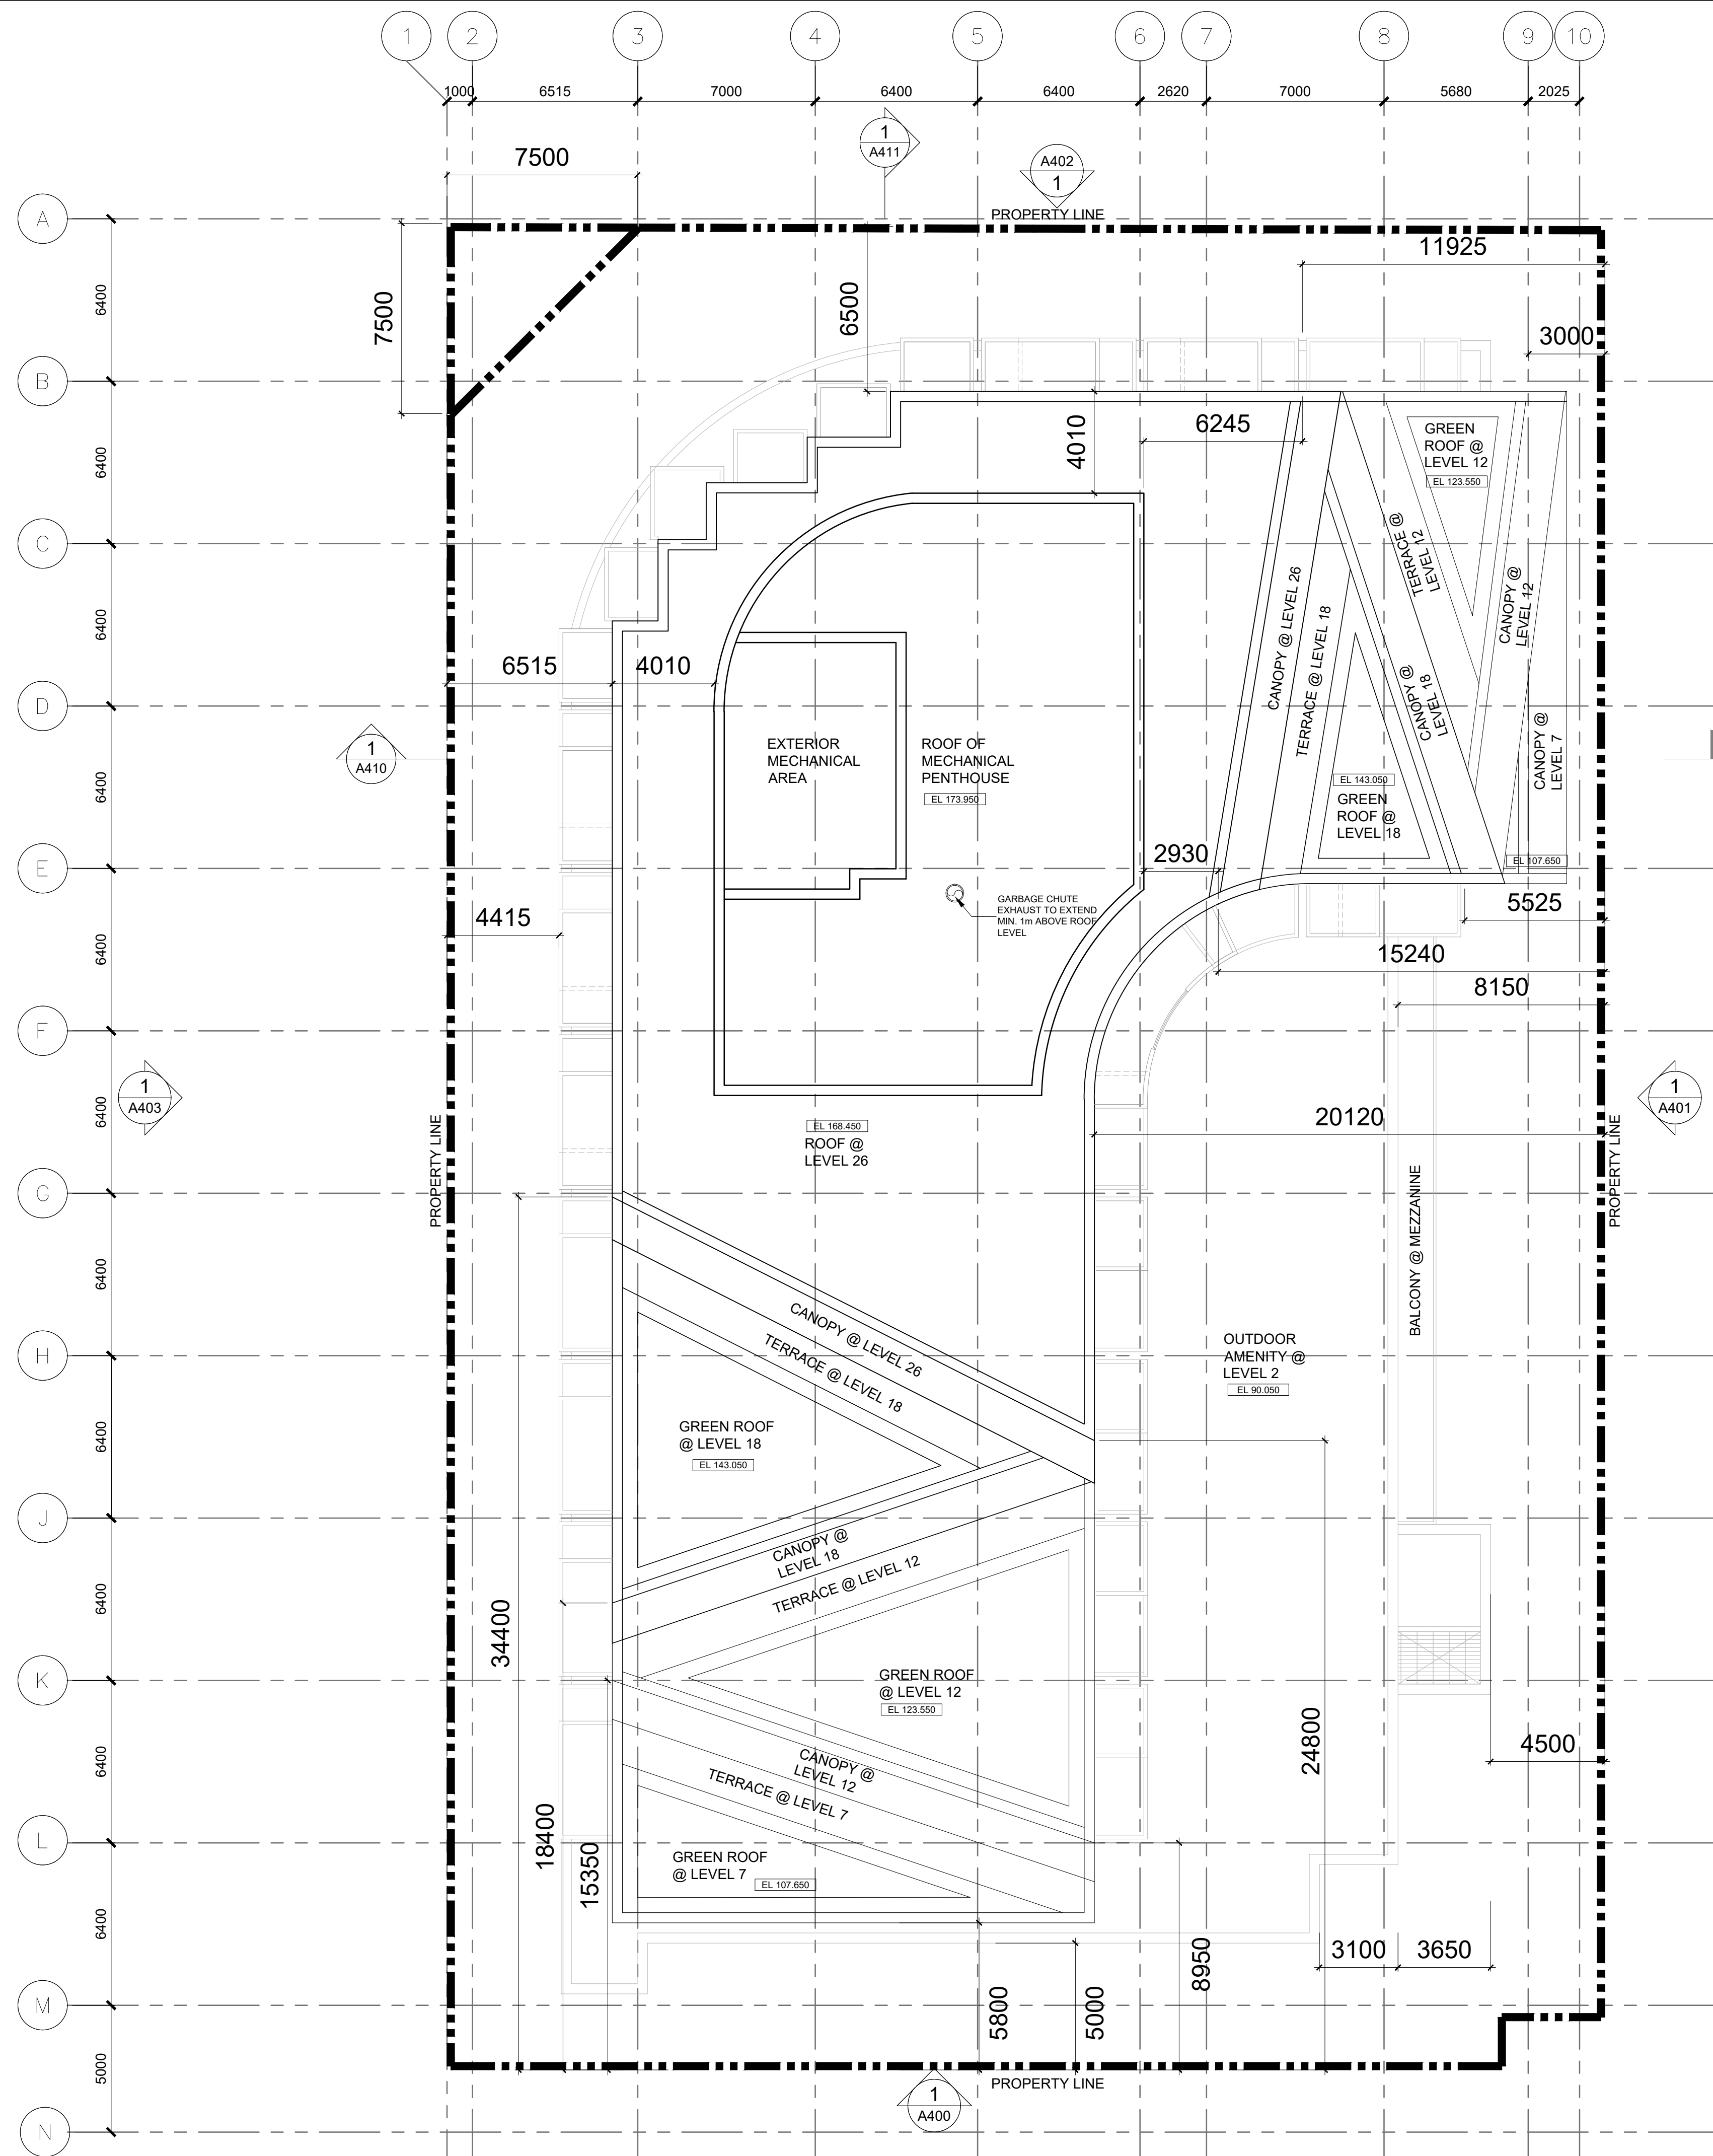 1
2
3
4
5
6
7
8
9
10
1000
6515
7000
6400
6400
2620
7000
5680
2025
7500
1
A411
A402
1
A
PROPERTY LINE
11925
6400
7500
6500
3000
B
4010
6245
GREEN
ROOF @
LEVEL 12
EL 123.550
6400
C
TERRACE @
LEVEL 12
CANOPY @
LEVEL 12
CANOPY @ LEVEL 26
TERRACE @ LEVEL 18
CANOPY @
LEVEL 18
6400
6515
4010
D
1
A410
EXTERIOR
MECHANICAL
AREA
ROOF OF
MECHANICAL
PENTHOUSE
EL 173.950
CANOPY @
LEVEL 7
EL 143.050
GREEN
ROOF @
LEVEL 18
6400
E
2930
EL 107.650
GARBAGE CHUTE
EXHAUST TO EXTEND
MIN. 1m ABOVE ROOF
LEVEL
5525
4415
6400
15240
8150
F
1
A403
6400
1
A401
20120
EL 168.450
ROOF @
LEVEL 26
PROPERTY LINE
PROPERTY LINE
G
BALCONY @ MEZZANINE
6400
CANOPY @ LEVEL 26
TERRACE @ LEVEL 18
H
OUTDOOR
AMENITY @
LEVEL 2
EL 90.050
6400
GREEN ROOF
@ LEVEL 18
EL 143.050
J
CANOPY @
LEVEL 18
TERRACE @ LEVEL 12
6400
34400
K
GREEN ROOF
@ LEVEL 12
EL 123.550
24800
4500
6400
CANOPY @
LEVEL 12
TERRACE @ LEVEL 7
L
18400
15350
GREEN ROOF
@ LEVEL 7
EL 107.650
6400
8950
3100
3650
M
5800
5000
5000
PROPERTY LINE
1
A400
N